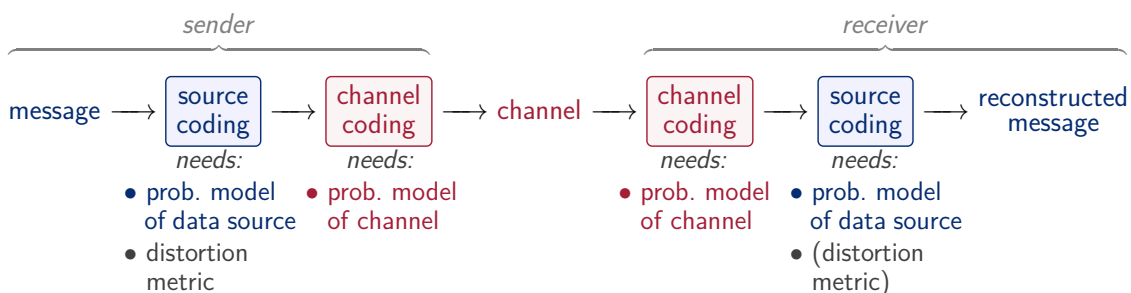 sender
receiver
message
source
coding
channel
coding
channel
channel
coding
source
coding
reconstructed
message
needs:
needs:
needs:
needs:
• prob. model
of data source
• distortion
metric
• prob. model
of channel
• prob. model
of channel
• prob. model
of data source
• (distortion
metric)